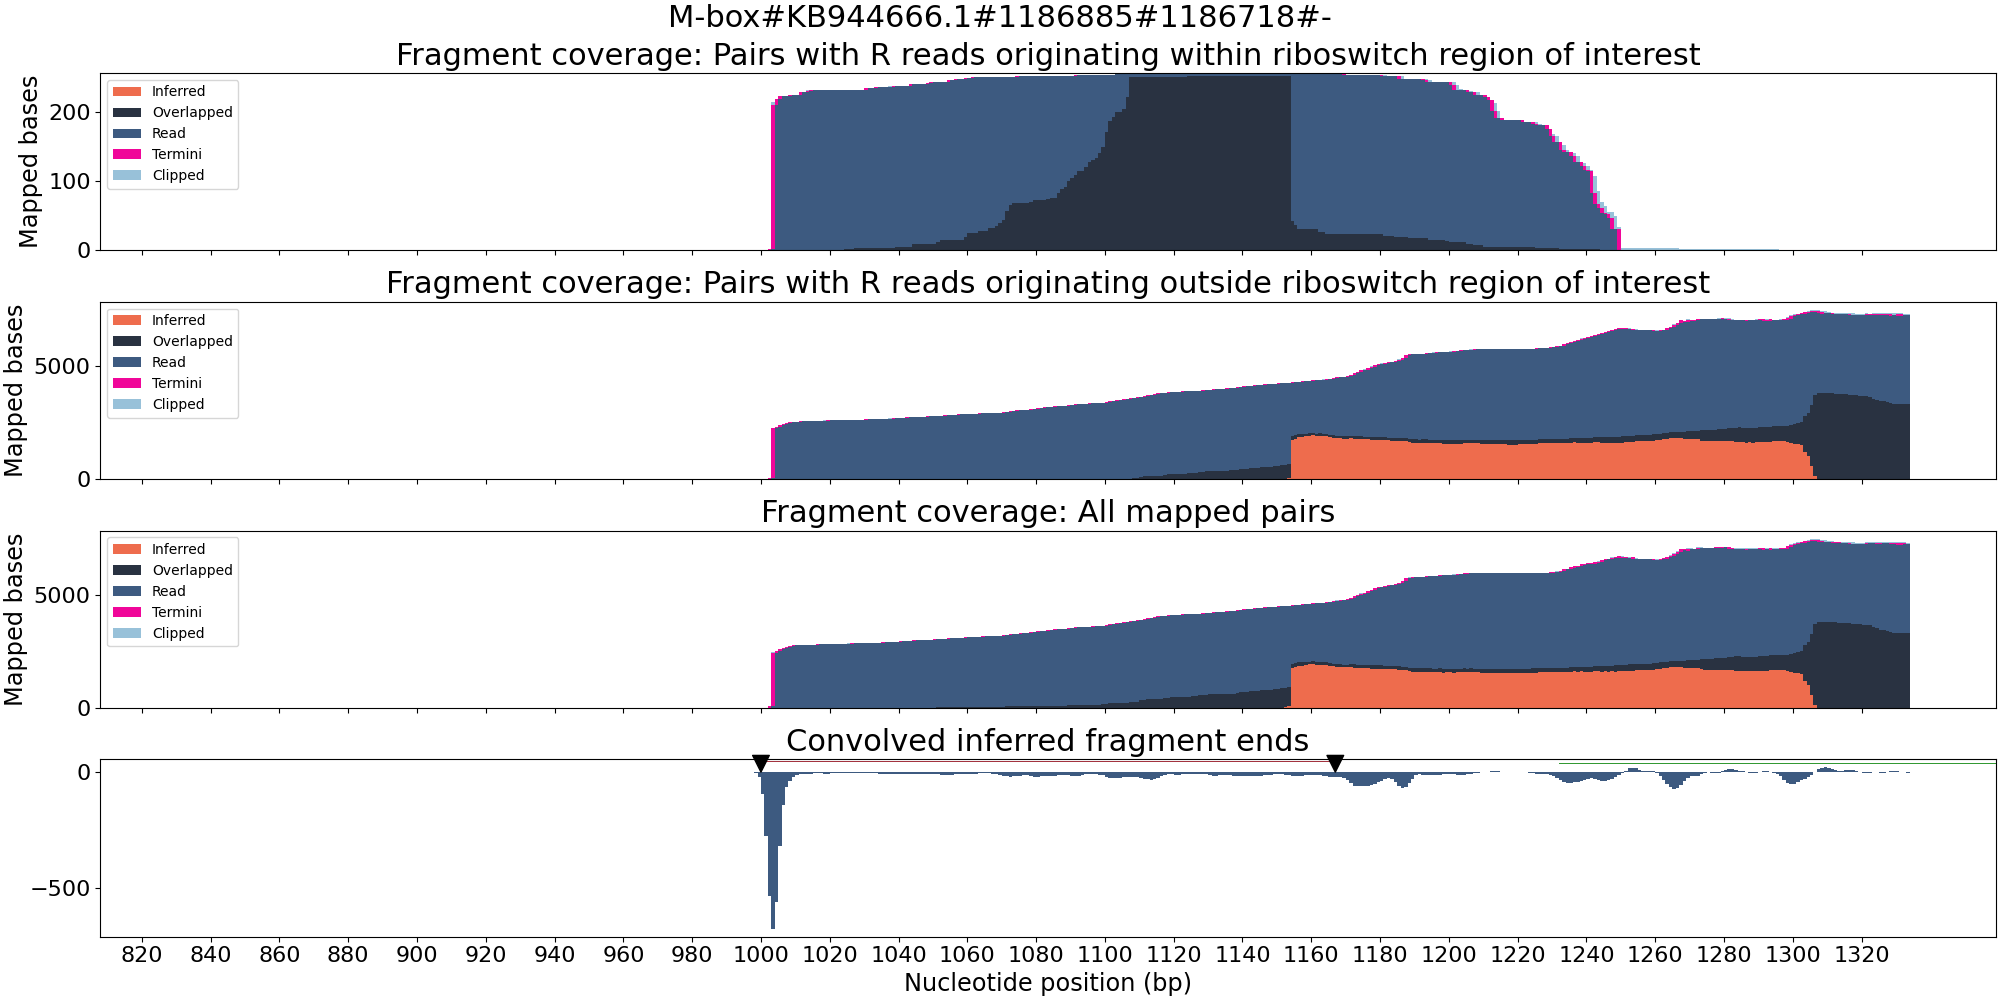 M-box#KB944666.1#1186885#1186718#-
Fragment coverage: Pairs with R reads originating within riboswitch region of interest
Mapped bases
200
100
0
Inferred
Overlapped
Read
Termini
Clipped
Fragment coverage: Pairs with R reads originating outside riboswitch region of interest
Mapped bases
5000
0
Inferred
Overlapped
Read
Termini
Clipped
Fragment coverage: All mapped pairs
Mapped bases
5000
0
Inferred
Overlapped
Read
Termini
Clipped
Convolved inferred fragment ends
0
−500
820 840 860 880 900 920 940 960 980 1000 1020 1040 1060 1080 1100 1120 1140 1160 1180 1200 1220 1240 1260 1280 1300 1320
Nucleotide position (bp)